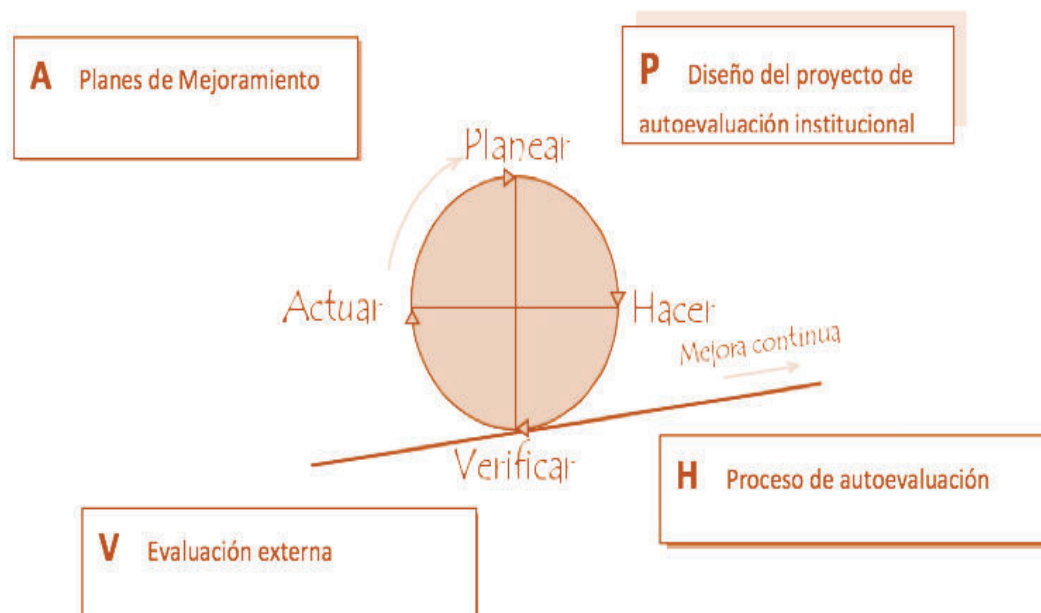 A Planes de Mejoramiento
P Diseño del proyecto de
autoevaluación institucional
Planear
Actuar
Hacer
Mejora continua
Verificar
H Proceso de autoevaluación
V Evaluación externa